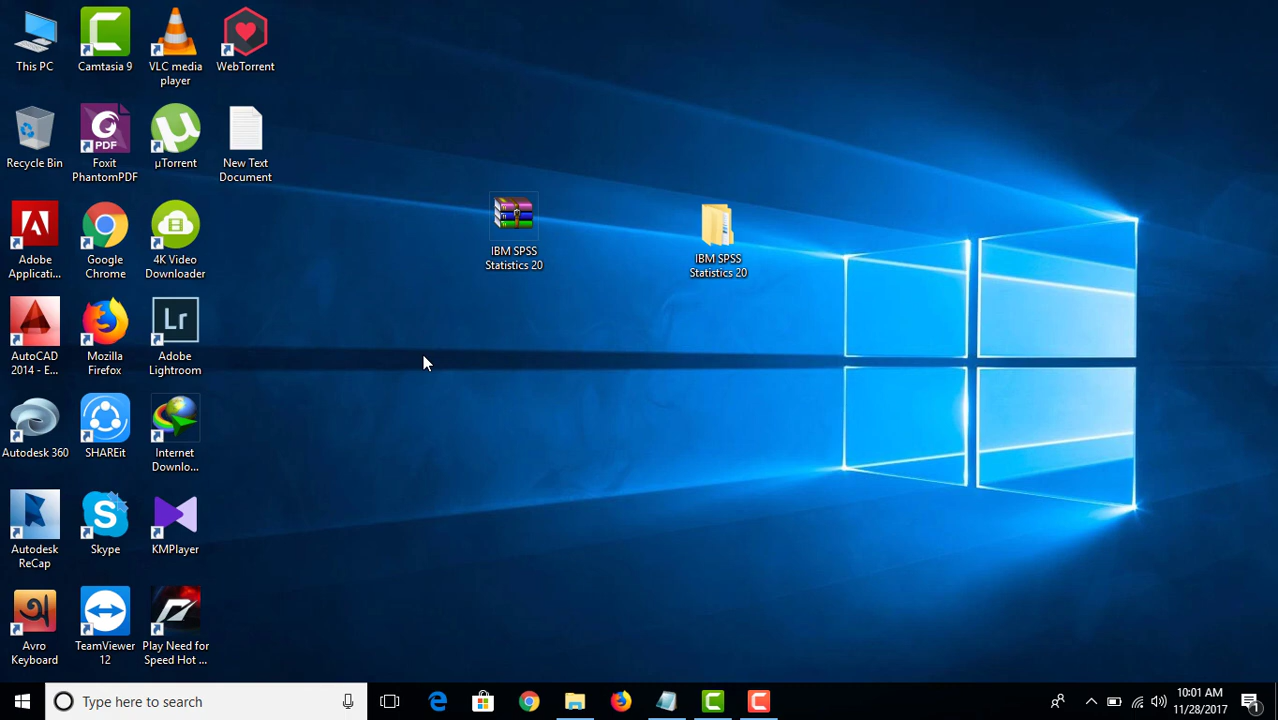 This PC
Camtasia 9
VLC media
player
WebTorrent
Recycle Bin
Foxit
PhantomPDF
PDF
µTorrent
New Text
Document
Adobe
Applicati...
Google
Chrome
4K Video
Downloader
IBM SPSS
Statistics 20
IBM SPSS
Statistics 20
AutoCAD
2014 - E...
Mozilla
Firefox
Lr
Adobe
Lightroom
Autodesk 360
SHAREit
Internet
Downlo...
Autodesk
ReCap
Skype
KMPlayer
অ
Avro
Keyboard
TeamViewer
12
Play Need for
Speed Hot ...
Type here to search
10:01 AM
11/28/2017
1